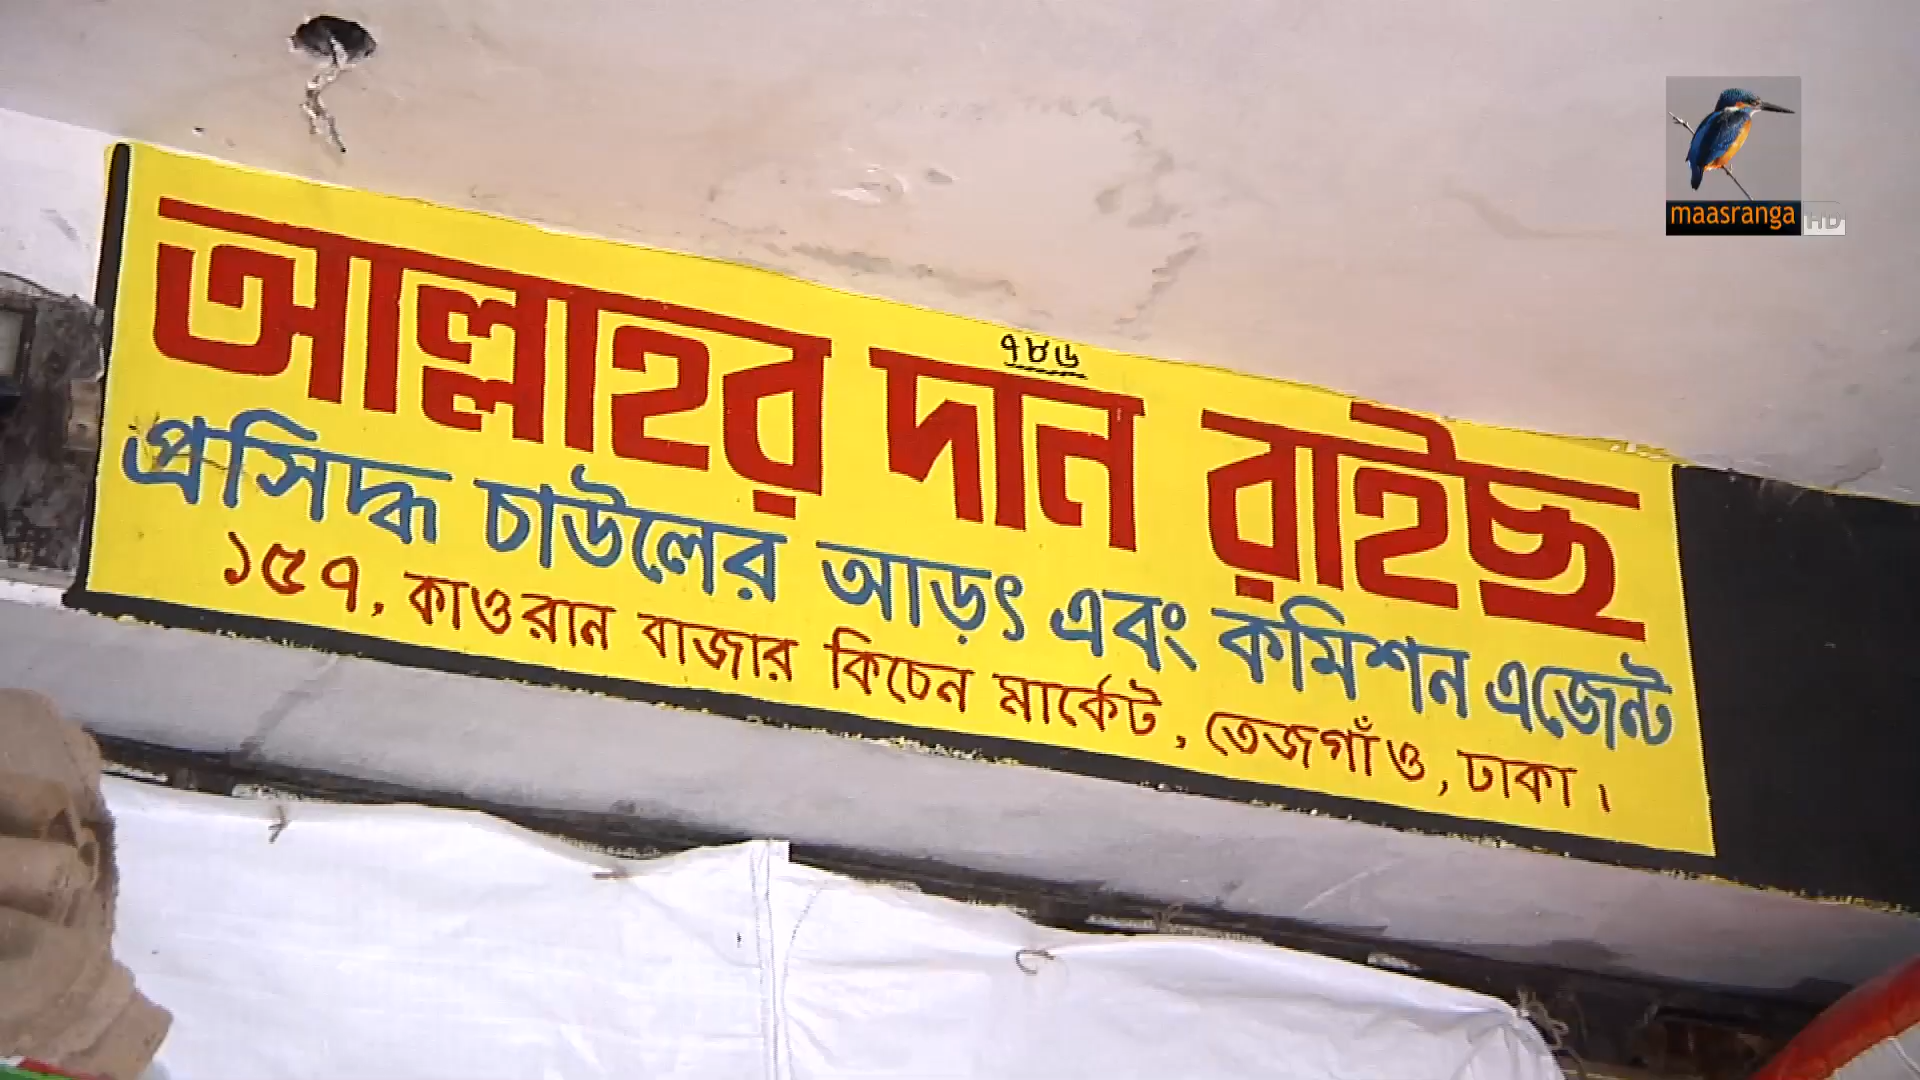 ৭৮৬
আল্লাহর দান রাইছ
প্রসিদ্ধ চাউলের আড়ৎ এবং কমিশন এজেন্ট
১৫৭, কাওরান বাজার কিচেন মার্কেট, তেজগাঁও, ঢাকা।
maasranga HD